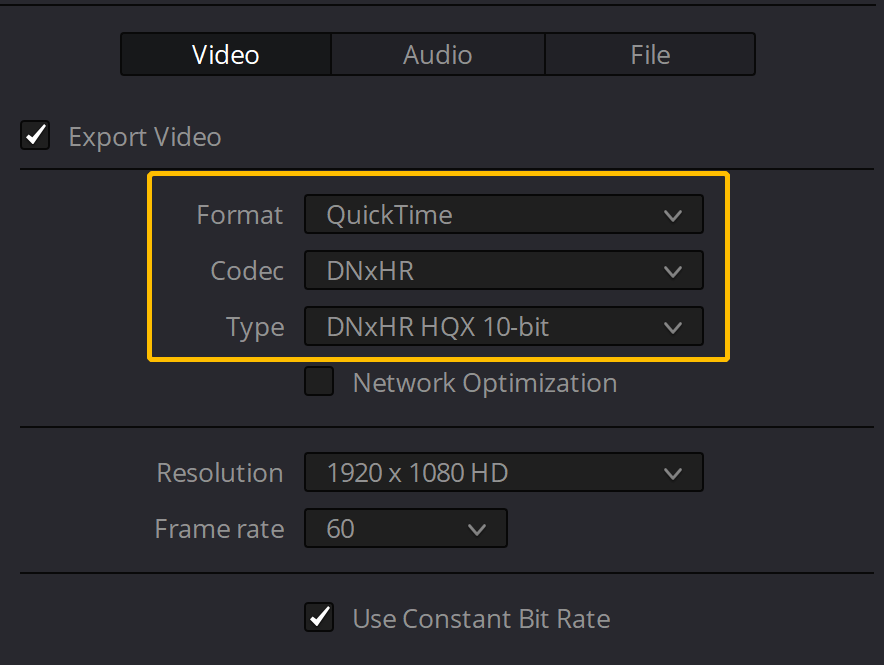 Video Audio File
Export Video
Format QuickTime
Codec DNxHR
Type DNxHR HQX 10-bit
Network Optimization
Resolution 1920 x 1080 HD
Frame rate 60
Use Constant Bit Rate